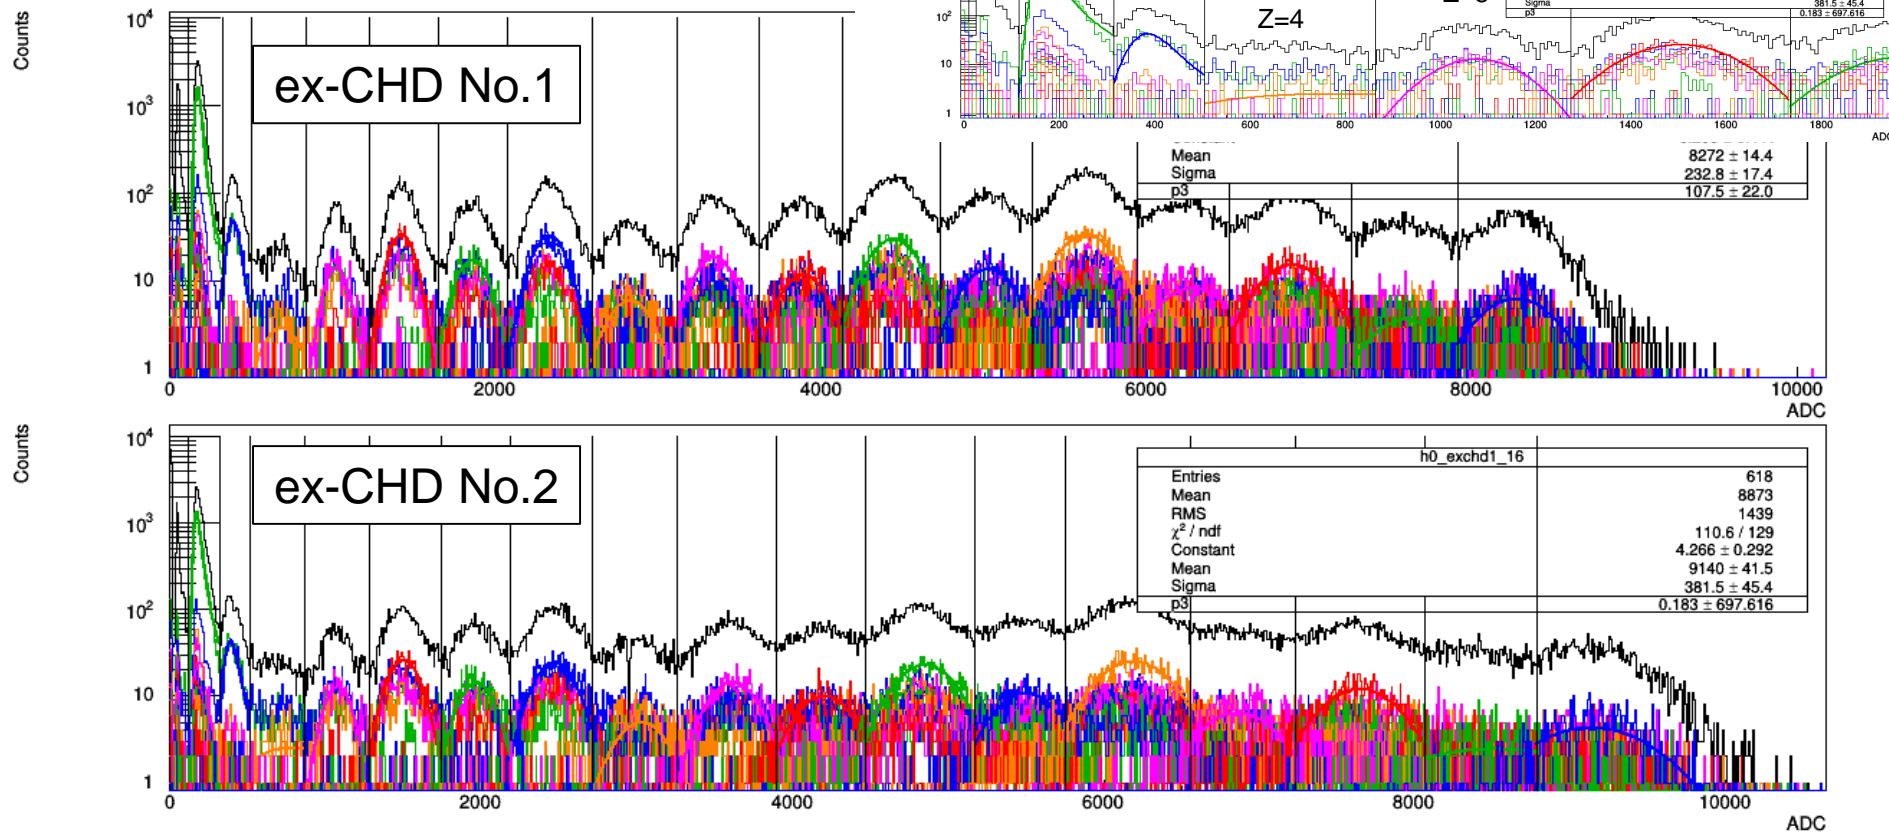 Counts
10⁴
10³
10²
10
1
ex-CHD No.1
0 2000 4000 6000 8000 10000
ADC
10²
10
1
Z=4
Sigma 381.5 ± 45.4
p3 0.183 ± 697.616
0 200 400 600 800 1000 1200 1400 1600 1800
Mean 8272 ± 14.4
Sigma 232.8 ± 17.4
p3 107.5 ± 22.0
Counts
10⁴
10³
10²
10
1
ex-CHD No.2
h0_exchd1_16
Entries 618
Mean 8873
RMS 1439
χ² / ndf 110.6 / 129
Constant 4.266 ± 0.292
Mean 9140 ± 41.5
Sigma 381.5 ± 45.4
p3 0.183 ± 697.616
0 2000 4000 6000 8000 10000
ADC